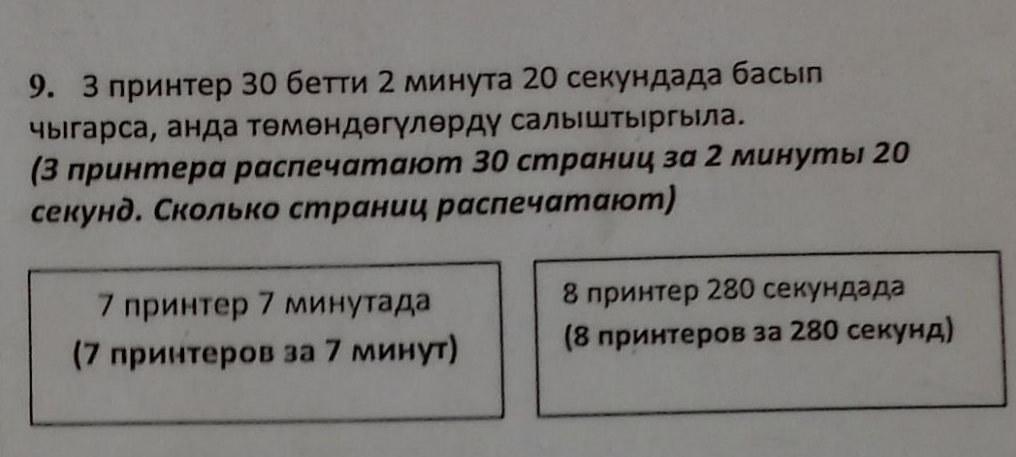 9. 3 принтер 30 бетти 2 минута 20 секундада басып
чыгарса, анда төмөндөгүлөрдү салыштыргыла.
(3 принтера распечатают 30 страниц за 2 минуты 20
секунд. Сколько страниц распечатают)
7 принтер 7 минутада
(7 принтеров за 7 минут)
8 принтер 280 секундада
(8 принтеров за 280 секунд)